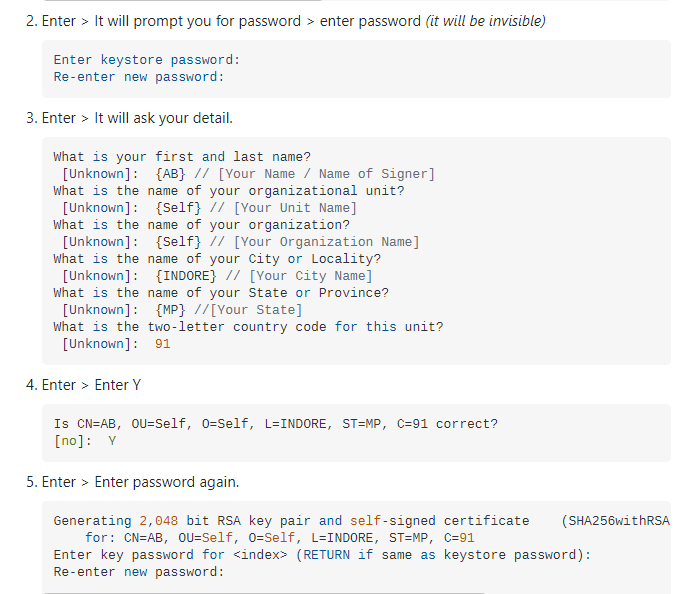 2. Enter > It will prompt you for password > enter password (it will be invisible)
Enter keystore password:
Re-enter new password:
3. Enter > It will ask your detail.
What is your first and last name?
[Unknown]:  {AB} // [Your Name / Name of Signer]
What is the name of your organizational unit?
[Unknown]:  {Self} // [Your Unit Name]
What is the name of your organization?
[Unknown]:  {Self} // [Your Organization Name]
What is the name of your City or Locality?
[Unknown]:  {INDORE} // [Your City Name]
What is the name of your State or Province?
[Unknown]:  {MP} //[Your State]
What is the two-letter country code for this unit?
[Unknown]:  91
4. Enter > Enter Y
Is CN=AB, OU=Self, O=Self, L=INDORE, ST=MP, C=91 correct?
[no]:  Y
5. Enter > Enter password again.
Generating 2,048 bit RSA key pair and self-signed certificate    (SHA256withRSA
for: CN=AB, OU=Self, O=Self, L=INDORE, ST=MP, C=91
Enter key password for <index> (RETURN if same as keystore password):
Re-enter new password: